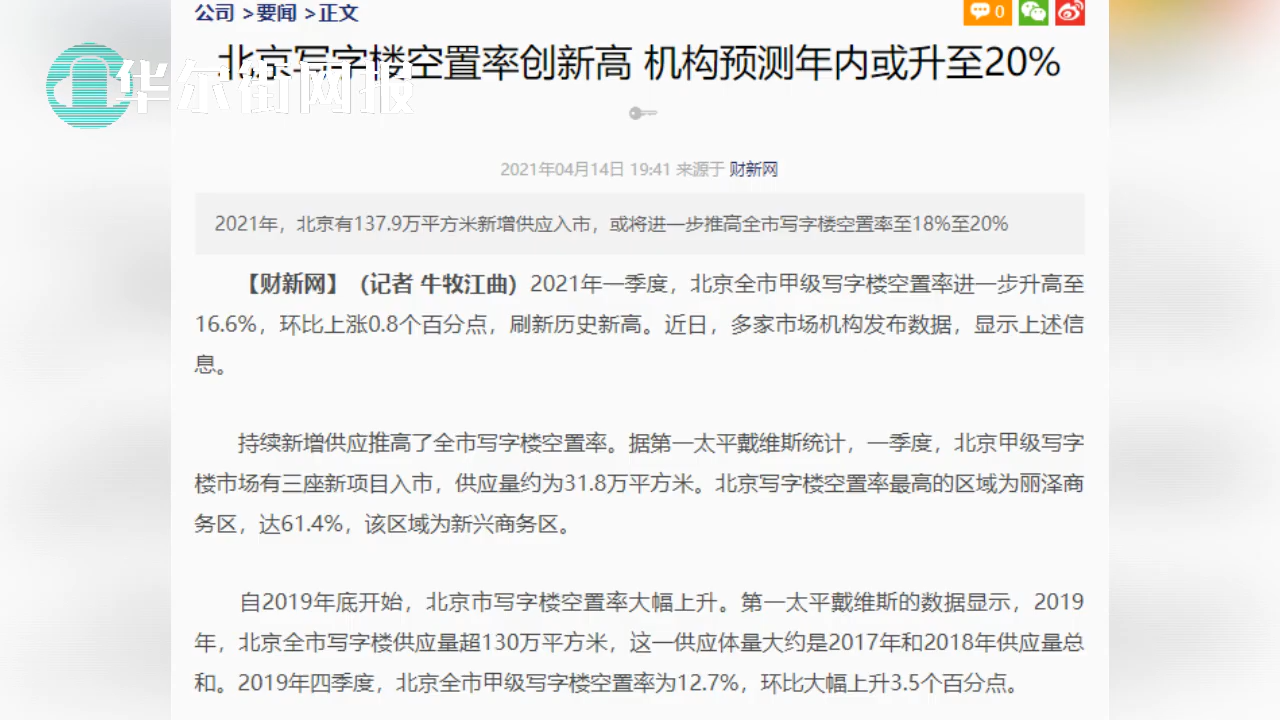 公司 >要闻 >正文
0
北京写字楼空置率创新高 机构预测年内或升至20%
华尔街网报
2021年04月14日 19:41 来源于 财新网
2021年，北京有137.9万平方米新增供应入市，或将进一步推高全市写字楼空置率至18%至20%
【财新网】（记者 牛牧江曲）2021年一季度，北京全市甲级写字楼空置率进一步升高至
16.6%，环比上涨0.8个百分点，刷新历史新高。近日，多家市场机构发布数据，显示上述信
息。
持续新增供应推高了全市写字楼空置率。据第一太平戴维斯统计，一季度，北京甲级写字
楼市场有三座新项目入市，供应量约为31.8万平方米。北京写字楼空置率最高的区域为丽泽商
务区，达61.4%，该区域为新兴商务区。
自2019年底开始，北京市写字楼空置率大幅上升。第一太平戴维斯的数据显示，2019
年，北京全市写字楼供应量超130万平方米，这一供应体量大约是2017年和2018年供应量总
和。2019年四季度，北京全市甲级写字楼空置率为12.7%，环比大幅上升3.5个百分点。